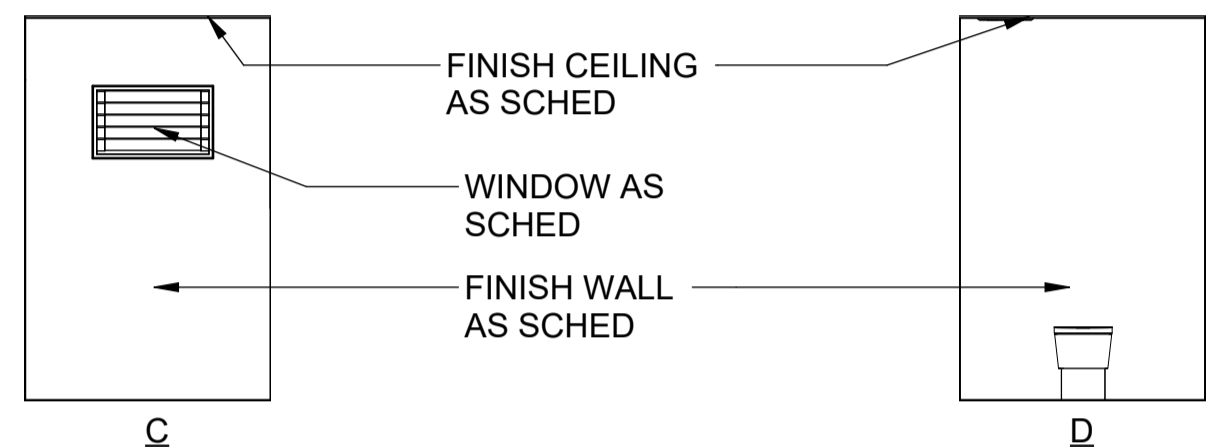 FINISH CEILING
AS SCHED
WINDOW AS
SCHED
FINISH WALL
AS SCHED
C
D